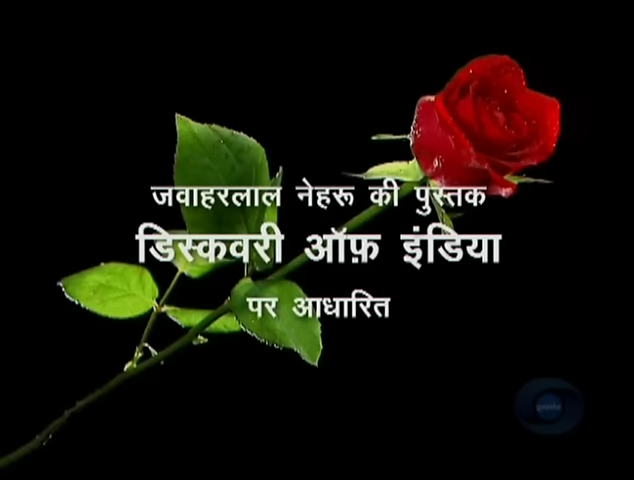 जवाहरलाल नेहरू की पुस्तक
डिस्कवरी ऑफ़ इंडिया
पर आधारित